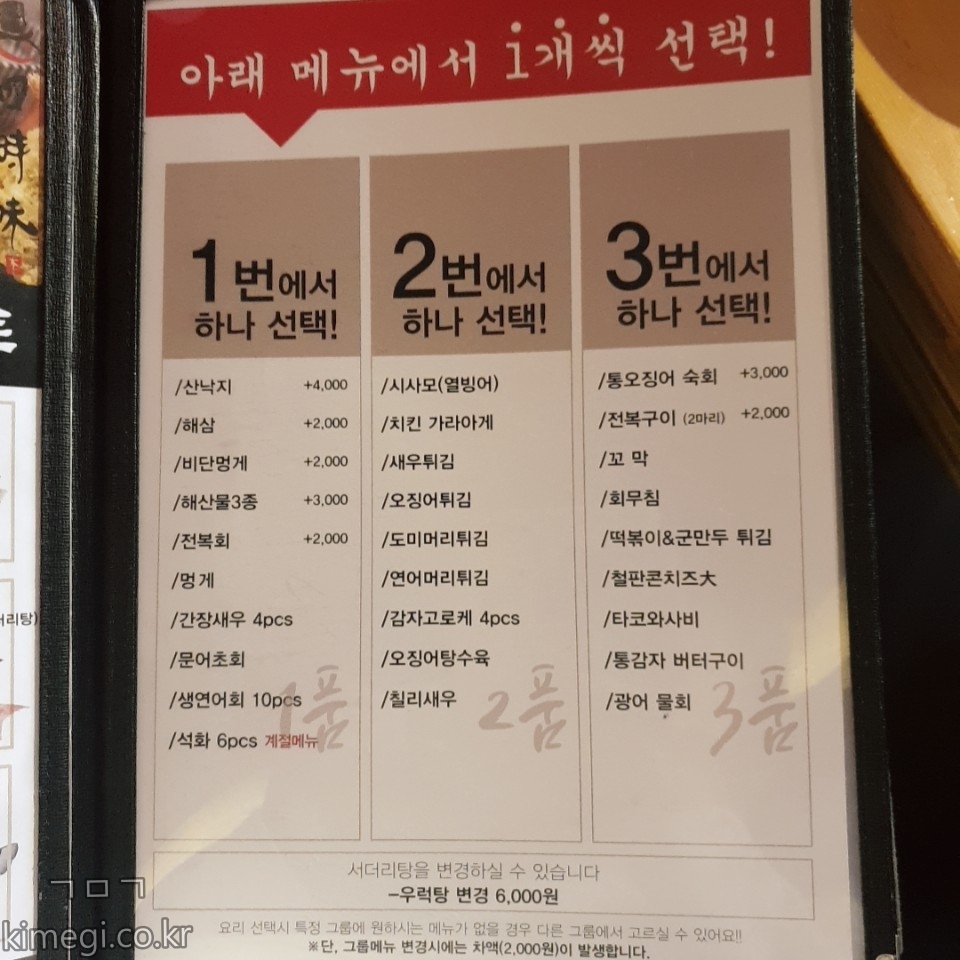 아래 메뉴에서 1개씩 선택!
1번에서
하나 선택!
/산낙지 +4,000
/해삼 +2,000
/비단멍게 +2,000
/해산물3종 +3,000
/전복회 +2,000
/멍게
/간장새우 4pcs
/문어초회
/생연어회 10pcs
/석화 6pcs 계절메뉴
1품
2번에서
하나 선택!
/시사모(열빙어)
/치킨 가라아게
/새우튀김
/오징어튀김
/도미머리튀김
/연어머리튀김
/감자고로케 4pcs
/오징어탕수육
/칠리새우
2품
3번에서
하나 선택!
/통오징어 숙회 +3,000
/전복구이 (2마리) +2,000
/꼬 막
/회무침
/떡볶이&군만두 튀김
/철판콘치즈大
/타코와사비
/통감자 버터구이
/광어 물회
3품
서더리탕을 변경하실 수 있습니다
-우럭탕 변경 6,000원
요리 선택시 특정 그룹에 원하시는 메뉴가 없을 경우 다른 그룹에서 고르실 수 있어요!!
※단, 그룹메뉴 변경시에는 차액(2,000원)이 발생합니다.
ㄱㅁㄱ
kimegi.co.kr